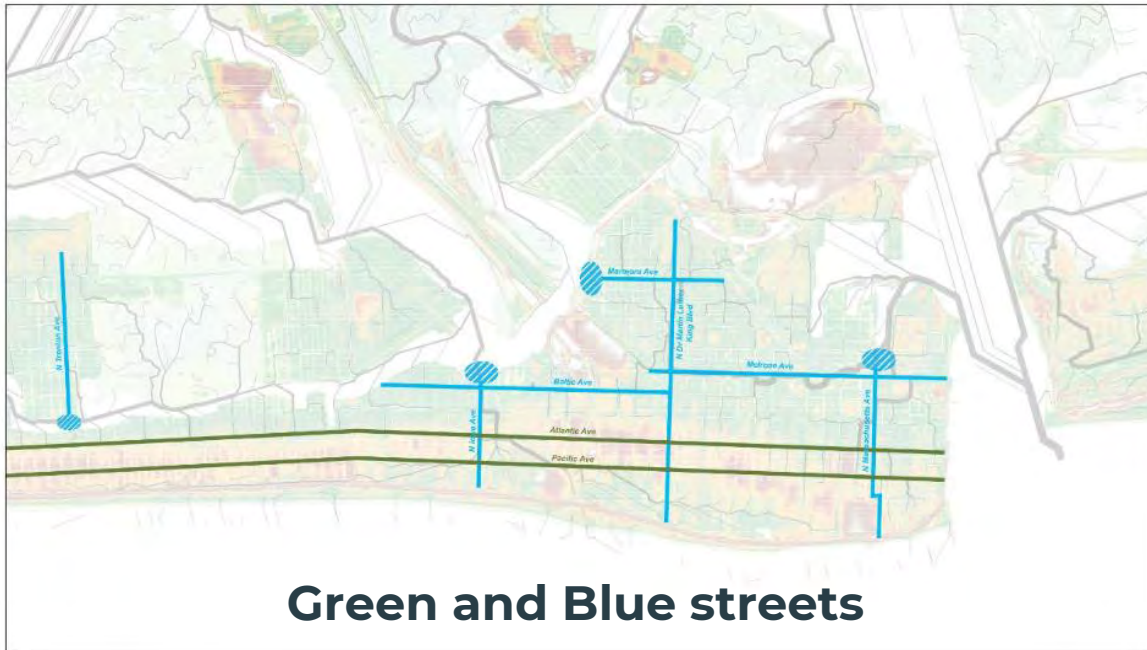 Marlmora Ave
N Trenton Ave
N Dr Martin Luther
King Blvd
Melrose Ave
Baltic Ave
N Iowa Ave
N Massachusetts Ave
Atlantic Ave
Pacific Ave
Green and Blue streets